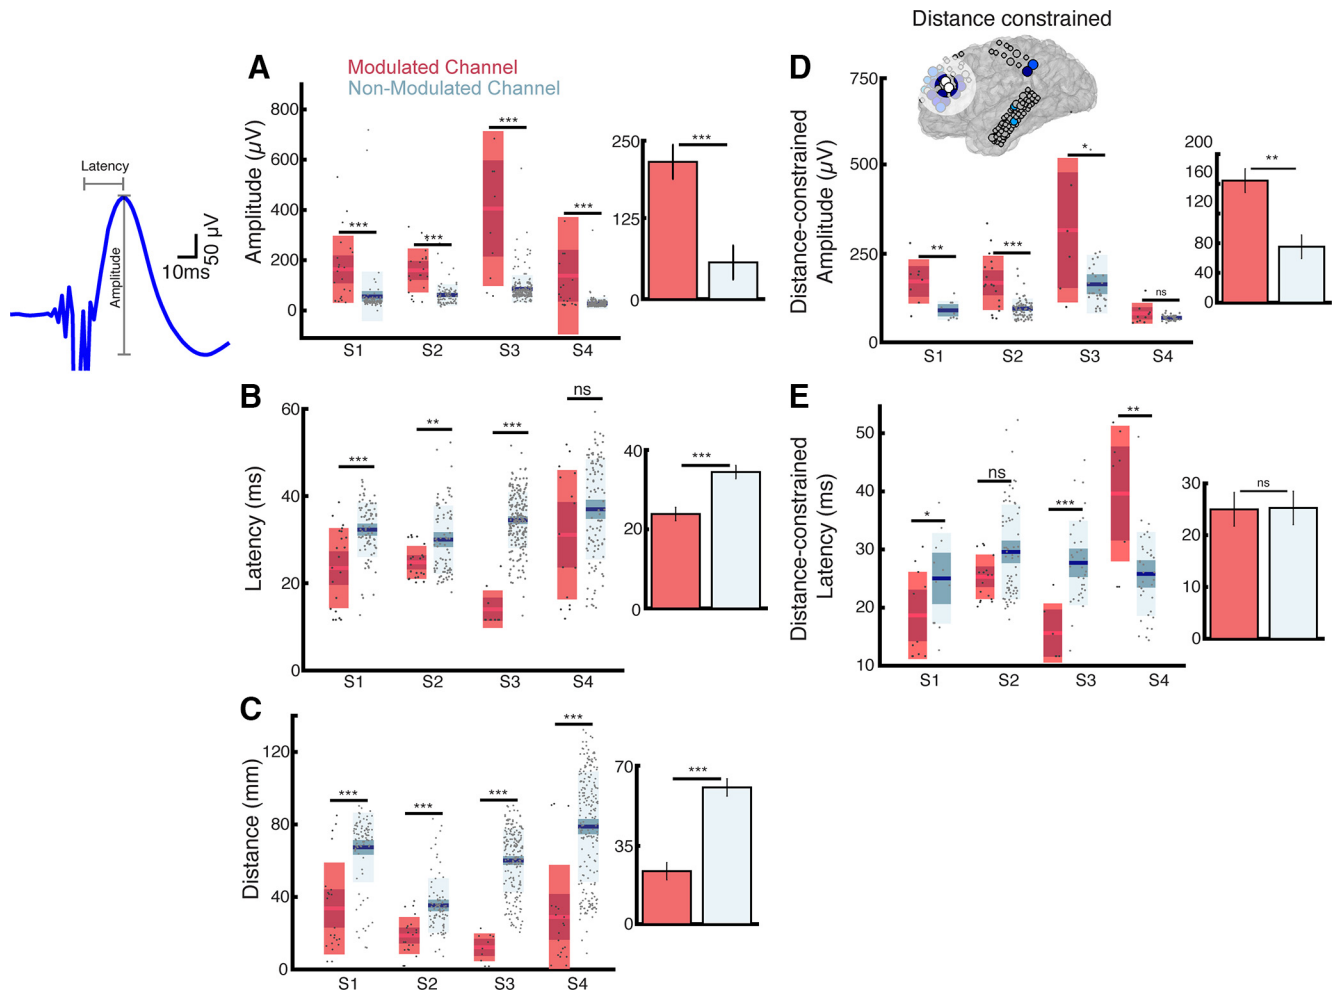 Distance constrained
Latency
Amplitude
10ms
50 µV
A
Modulated Channel
Non-Modulated Channel
Amplitude (µV)
800
600
400
200
0
***
***
***
***
S1 S2 S3 S4
250
125
0
***
D
Distance-constrained
Amplitude (µV)
750
500
250
0
**
***
*
ns
S1 S2 S3 S4
200
160
120
80
40
0
**
B
Latency (ms)
60
40
20
0
***
**
***
ns
S1 S2 S3 S4
40
20
0
***
E
Distance-constrained
Latency (ms)
50
40
30
20
10
*
ns
***
**
S1 S2 S3 S4
30
20
10
0
ns
C
Distance (mm)
120
80
40
0
***
***
***
***
S1 S2 S3 S4
70
35
0
***